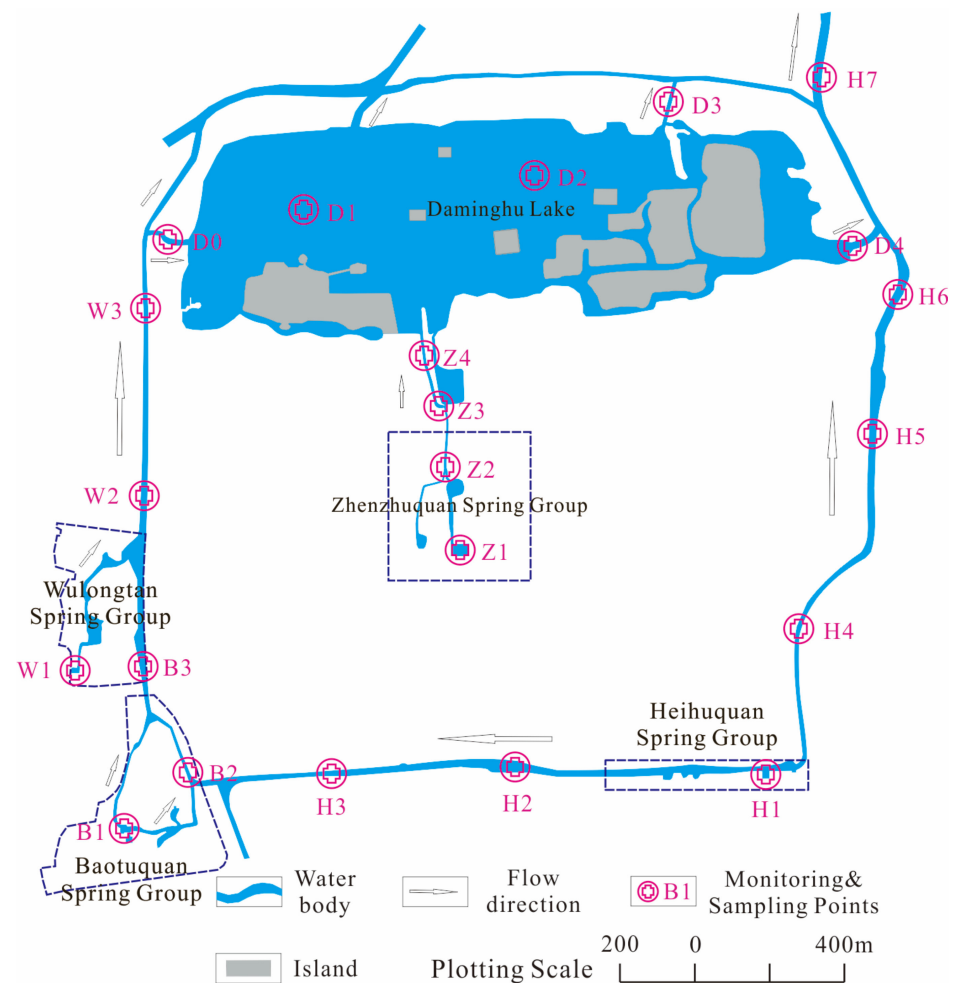 H7
D3
D2
D1
Daminghu Lake
D0
D4
H6
W3
Z4
Z3
H5
Z2
W2
Zhenzhuquan Spring Group
Z1
Wulongtan
Spring Group
H4
W1
B3
Heihuquan
Spring Group
B2
H3
H2
H1
B1
Baotuquan
Spring Group
Water
body
Flow
direction
B1
Monitoring&
Sampling Points
Island
Plotting Scale
200
0
400m